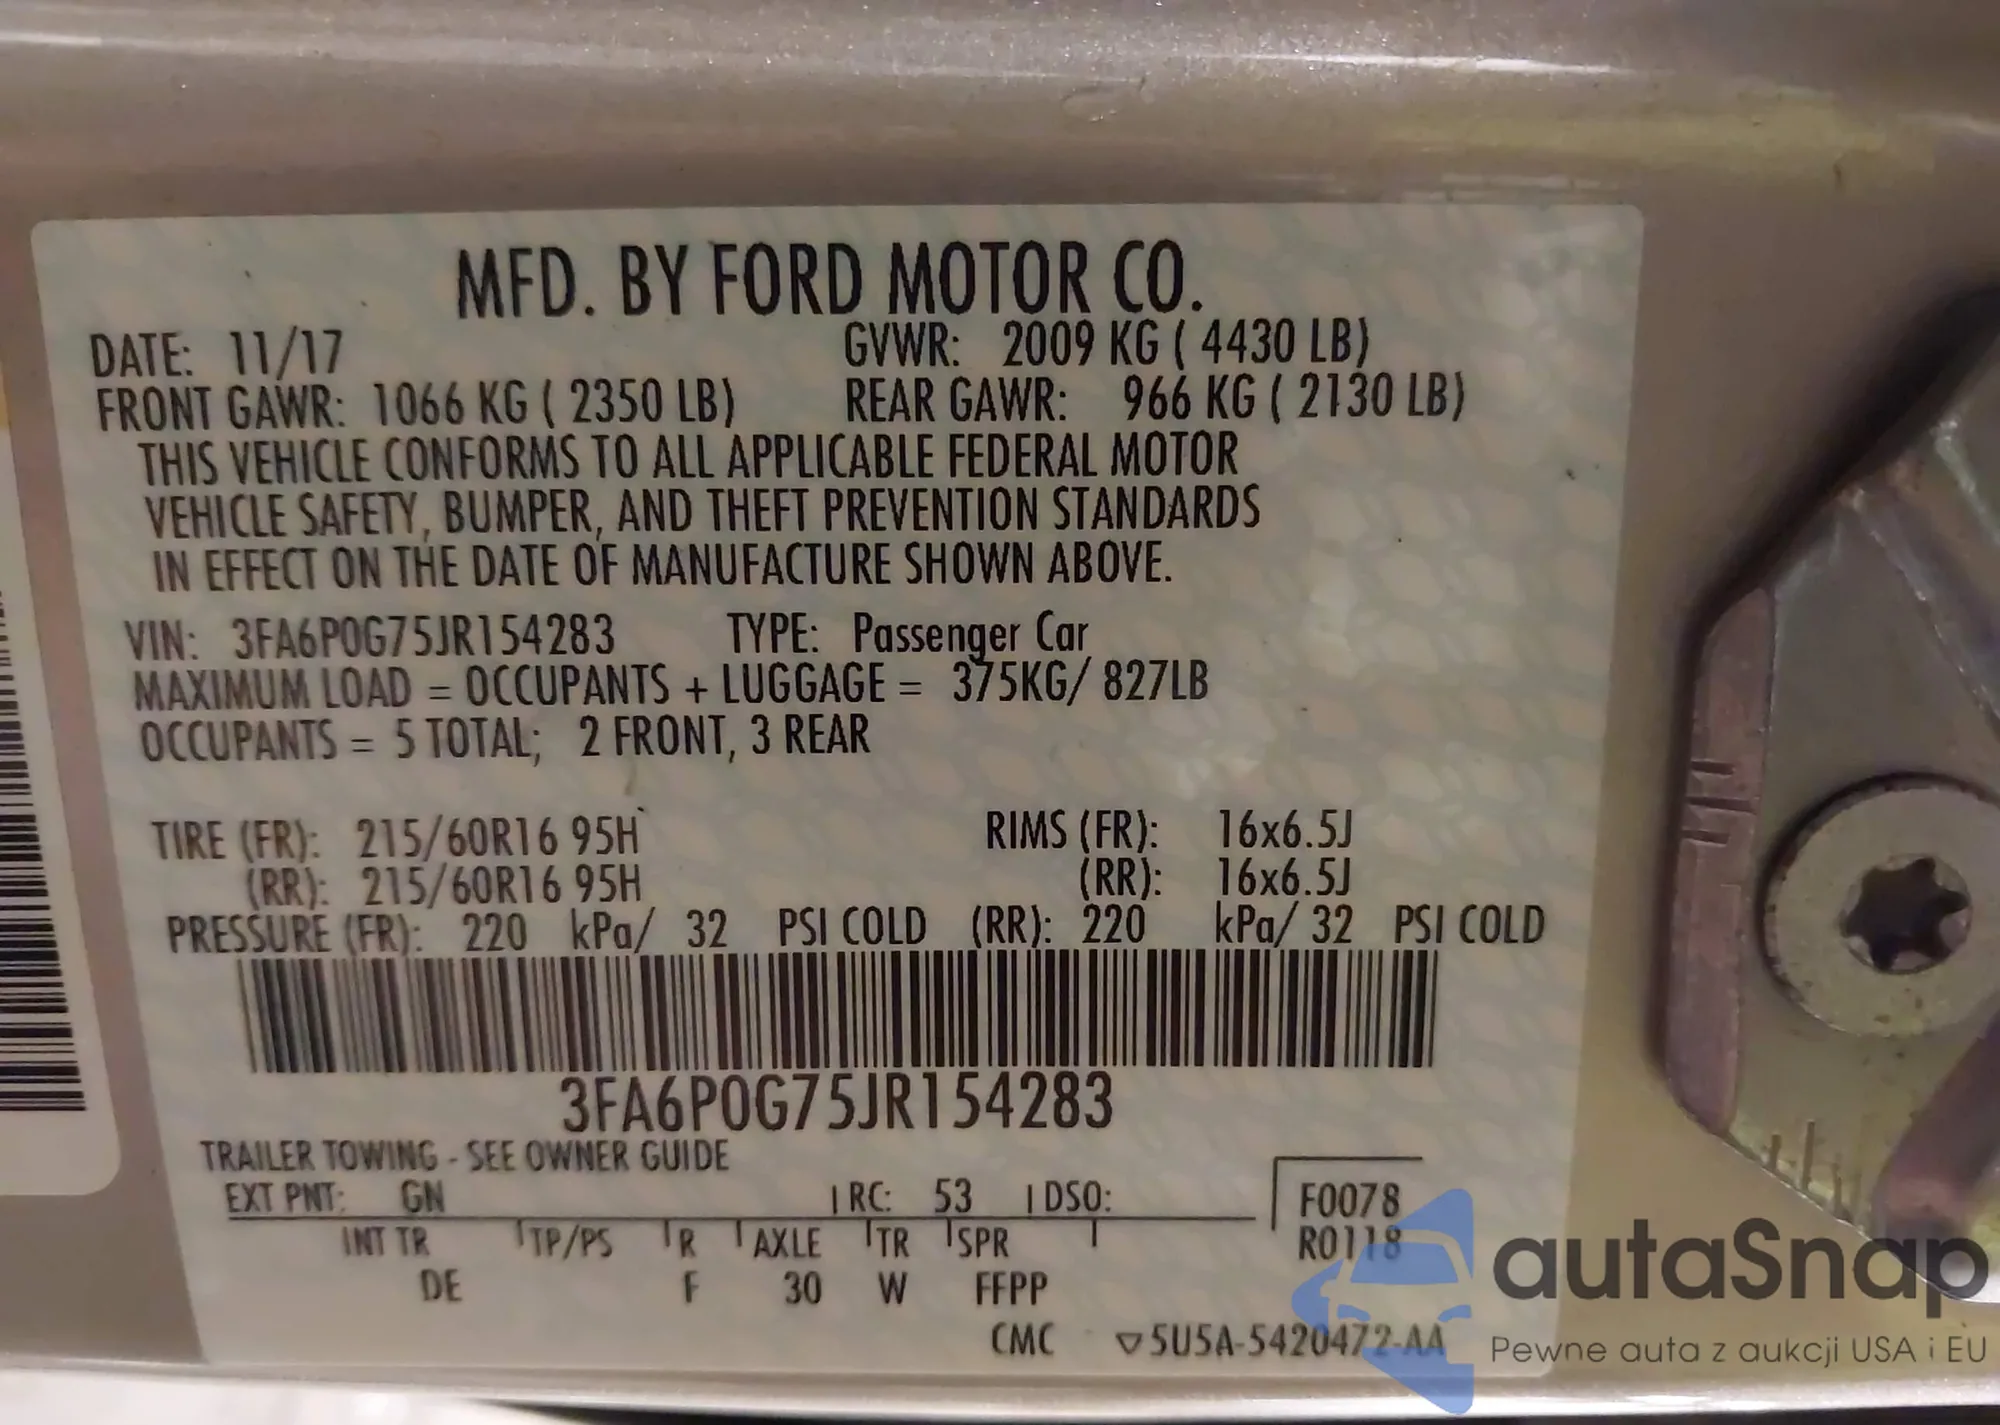 MFD. BY FORD MOTOR CO.
DATE: 11/17 GVWR: 2009 KG ( 4430 LB)
FRONT GAWR: 1066 KG ( 2350 LB) REAR GAWR: 966 KG ( 2130 LB)
THIS VEHICLE CONFORMS TO ALL APPLICABLE FEDERAL MOTOR
VEHICLE SAFETY, BUMPER, AND THEFT PREVENTION STANDARDS
IN EFFECT ON THE DATE OF MANUFACTURE SHOWN ABOVE.
VIN: 3FA6P0G75JR154283 TYPE: Passenger Car
MAXIMUM LOAD = OCCUPANTS + LUGGAGE = 375KG/ 827LB
OCCUPANTS = 5 TOTAL; 2 FRONT, 3 REAR
TIRE (FR): 215/60R16 95H RIMS (FR): 16x6.5J
(RR): 215/60R16 95H (RR): 16x6.5J
PRESSURE (FR): 220 kPa/ 32 PSI COLD (RR): 220 kPa/ 32 PSI COLD
3FA6P0G75JR154283
TRAILER TOWING - SEE OWNER GUIDE
EXT PNT: GN RC: 53 DSO: F0078
INT TR TP/PS R AXLE TR SPR R0118
DE F 30 W FFPP
CMC ▽5U5A-5420472-AA
autaSnap
Pewne auta z aukcji USA i EU